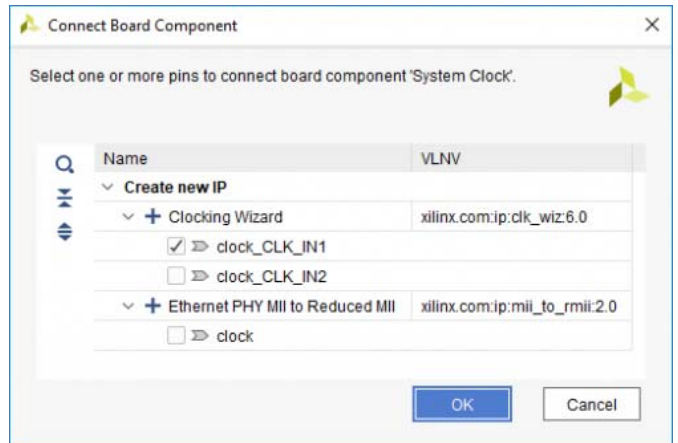 Connect Board Component
Select one or more pins to connect board component 'System Clock'.
Name VLNV
Create new IP
Clocking Wizard xilinx.com:ip:clk_wiz:6.0
clock_CLK_IN1
clock_CLK_IN2
Ethernet PHY MII to Reduced MII xilinx.com:ip:mii_to_rmii:2.0
clock
OK Cancel